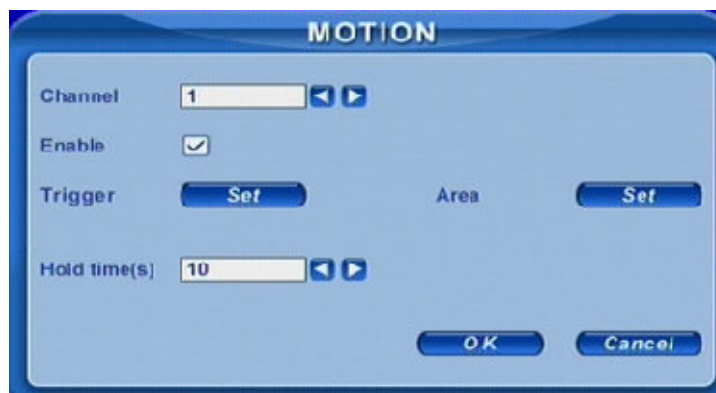 MOTION
Channel 1
Enable
Trigger Set Area Set
Hold time(s) 10
OK Cancel